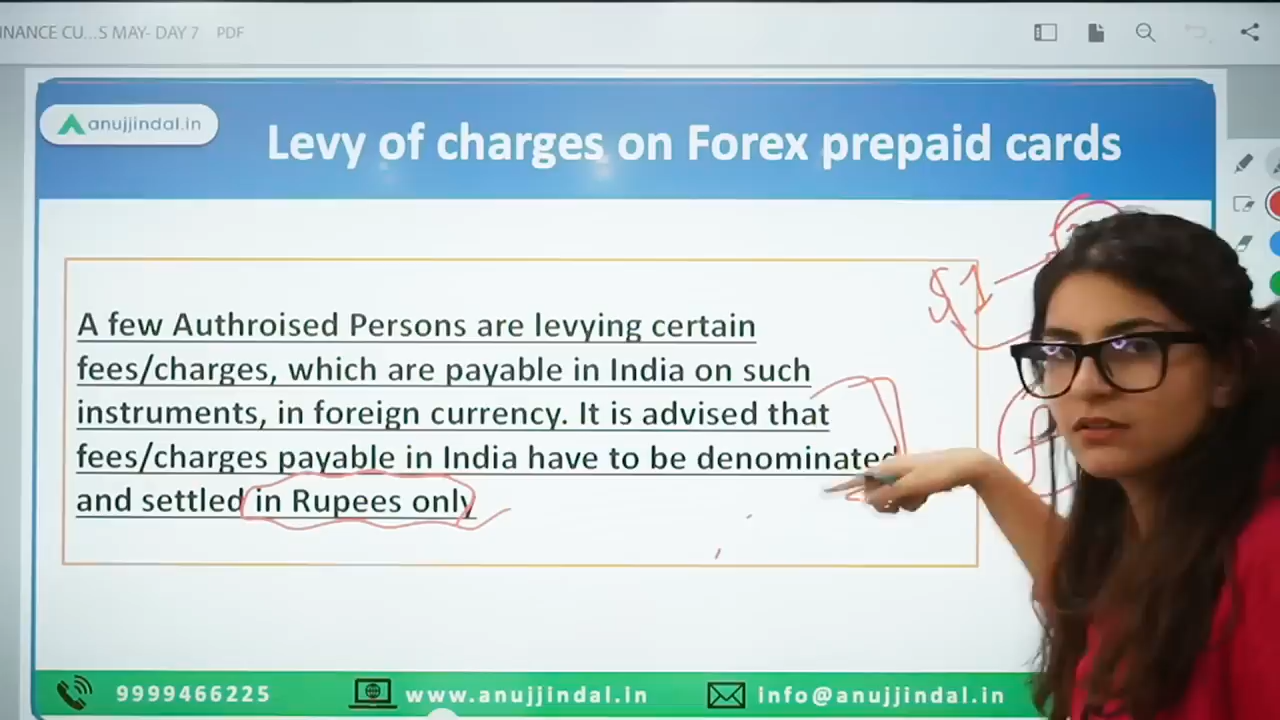 INANCE CU...S MAY- DAY 7 PDF
anujjindal.in
Levy of charges on Forex prepaid cards
A few Authroised Persons are levying certain
fees/charges, which are payable in India on such
instruments, in foreign currency. It is advised that
fees/charges payable in India have to be denominated
and settled in Rupees only
$1
9999466225 www.anujjindal.in info@anujjindal.in